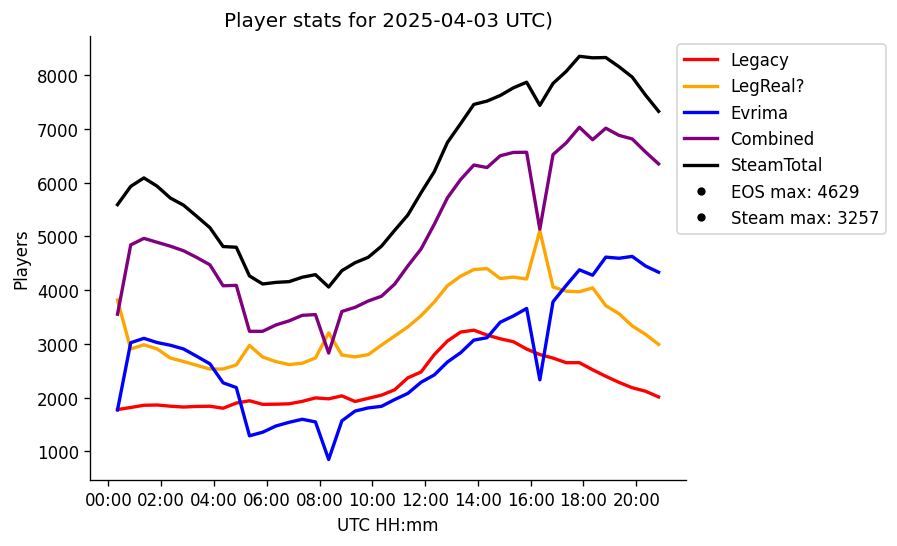 Player stats for 2025-04-03 UTC)
Legacy
LegReal?
Evrima
Combined
SteamTotal
EOS max: 4629
Steam max: 3257
Players
8000
7000
6000
5000
4000
3000
2000
1000
00:00 02:00 04:00 06:00 08:00 10:00 12:00 14:00 16:00 18:00 20:00
UTC HH:mm